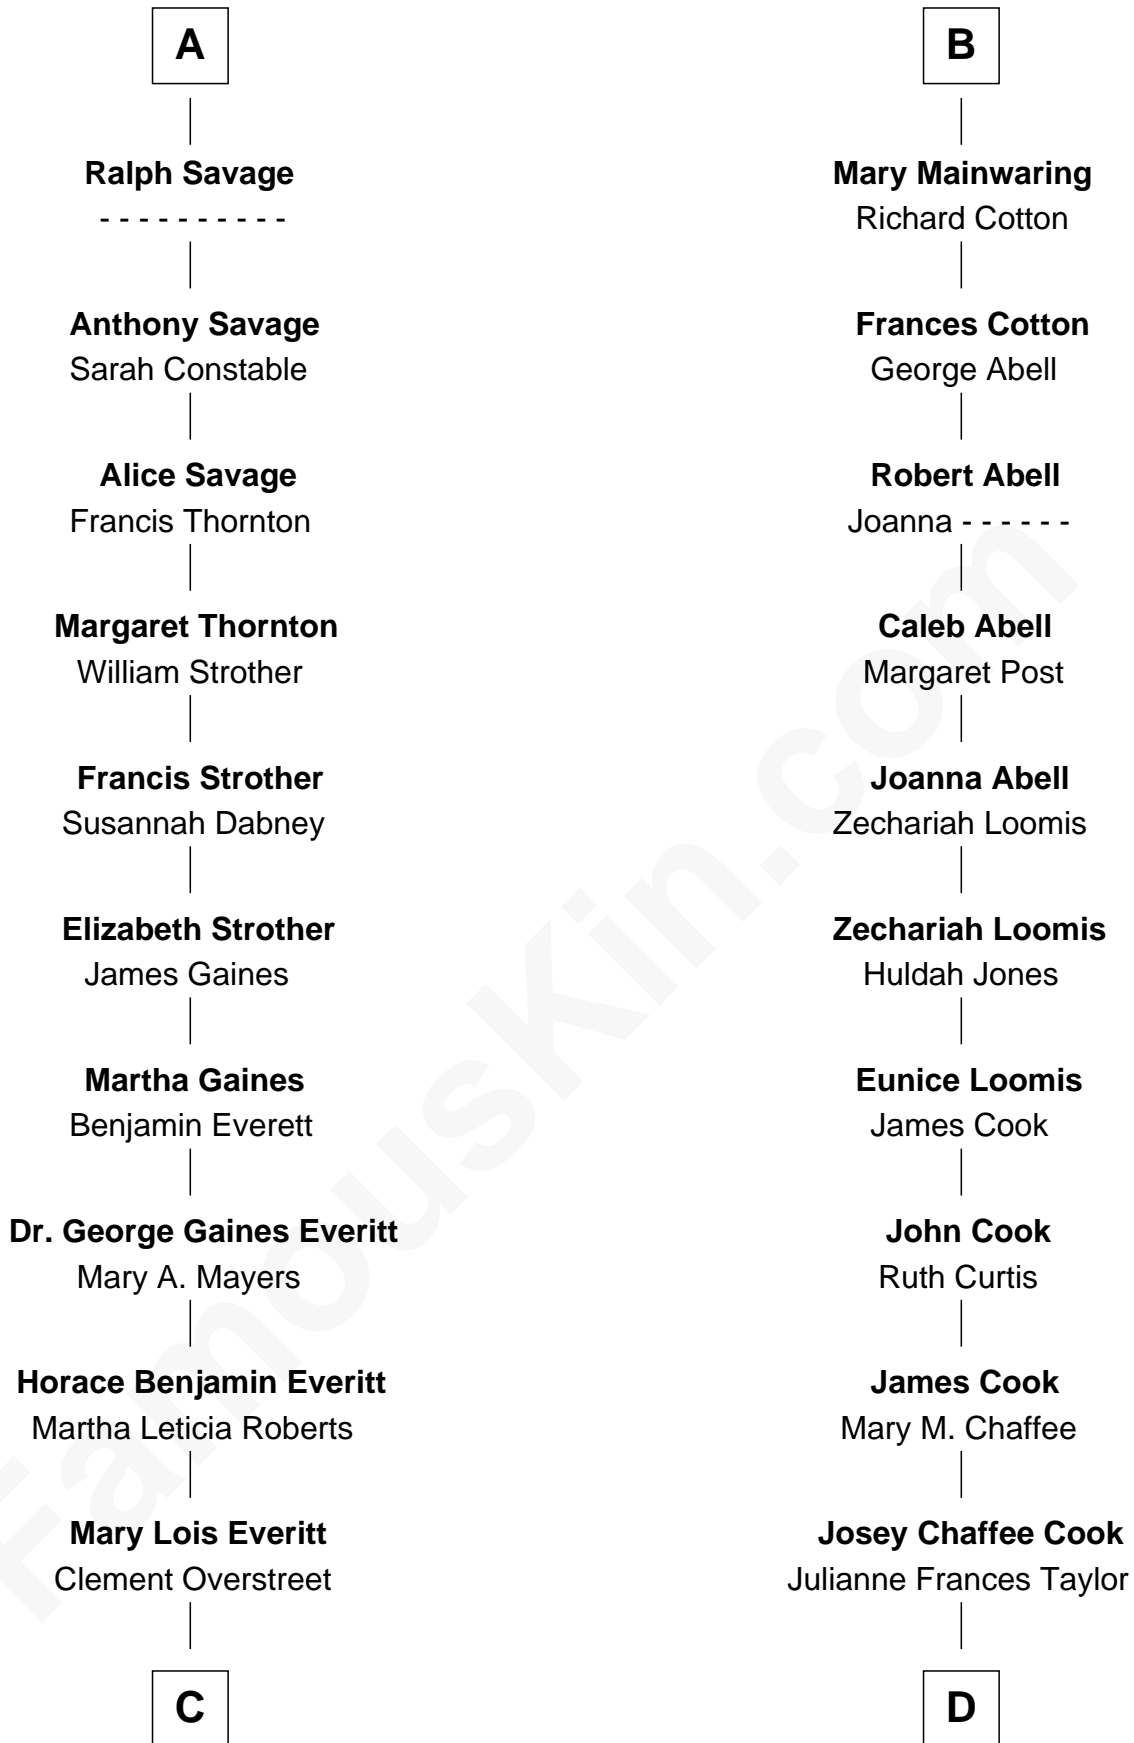 A
Ralph Savage
- - - - - - - - - -
Anthony Savage
Sarah Constable
Alice Savage
Francis Thornton
Margaret Thornton
William Strother
Francis Strother
Susannah Dabney
Elizabeth Strother
James Gaines
Martha Gaines
Benjamin Everett
Dr. George Gaines Everitt
Mary A. Mayers
Horace Benjamin Everitt
Martha Leticia Roberts
Mary Lois Everitt
Clement Overstreet
C
B
Mary Mainwaring
Richard Cotton
Frances Cotton
George Abell
Robert Abell
Joanna - - - - - -
Caleb Abell
Margaret Post
Joanna Abell
Zechariah Loomis
Zechariah Loomis
Huldah Jones
Eunice Loomis
James Cook
John Cook
Ruth Curtis
James Cook
Mary M. Chaffee
Josey Chaffee Cook
Julianne Frances Taylor
D
FamousKin.com